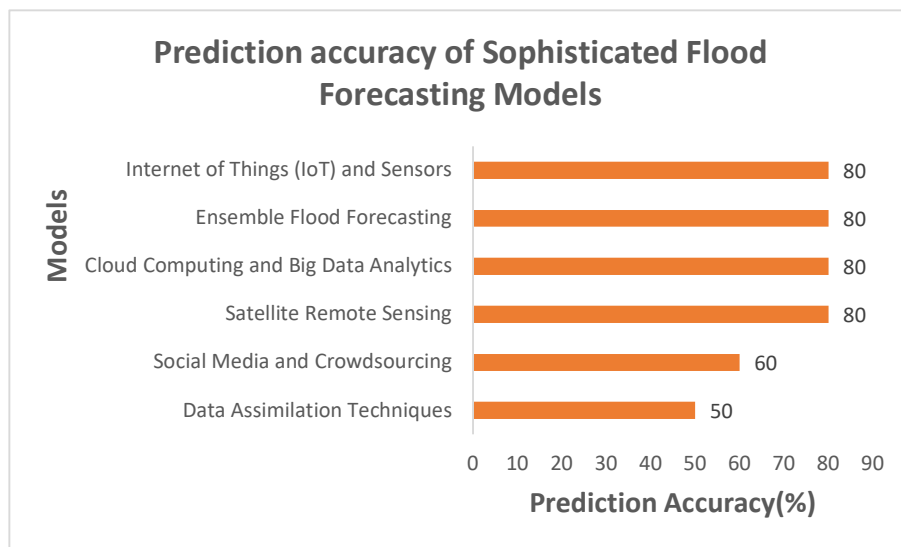 Prediction accuracy of Sophisticated Flood
Forecasting Models
Models
Internet of Things (IoT) and Sensors 80
Ensemble Flood Forecasting 80
Cloud Computing and Big Data Analytics 80
Satellite Remote Sensing 80
Social Media and Crowdsourcing 60
Data Assimilation Techniques 50
0 10 20 30 40 50 60 70 80 90
Prediction Accuracy(%)